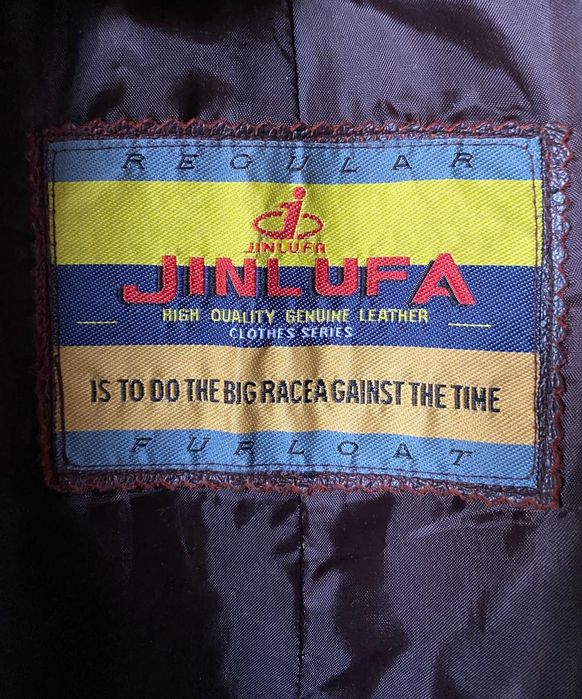 REGULAR
JINLUFA
JINLUFA
HIGH QUALITY GENUINE LEATHER
CLOTHES SERIES
IS TO DO THE BIG RACEA GAINST THE TIME
FURLOAT